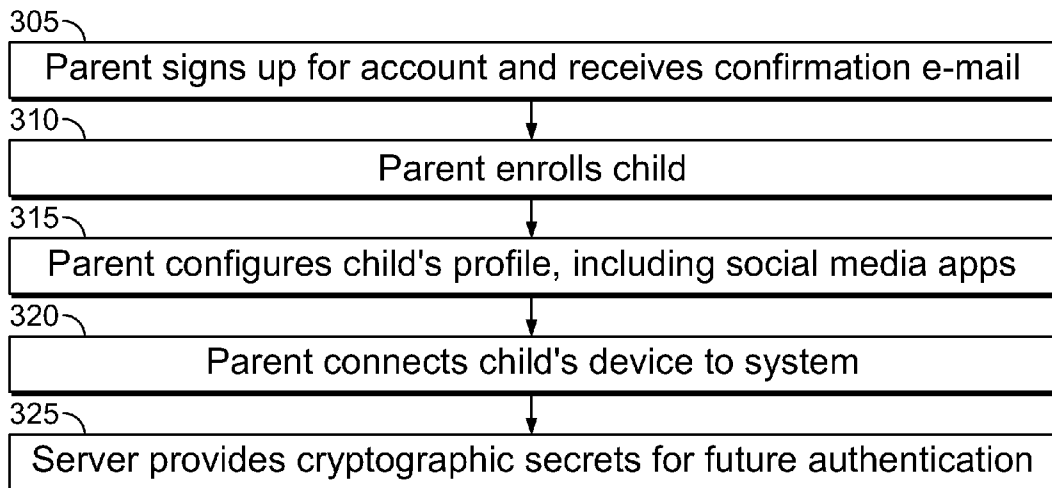 305
Parent signs up for account and receives confirmation e-mail
310
Parent enrolls child
315
Parent configures child's profile, including social media apps
320
Parent connects child's device to system
325
Server provides cryptographic secrets for future authentication